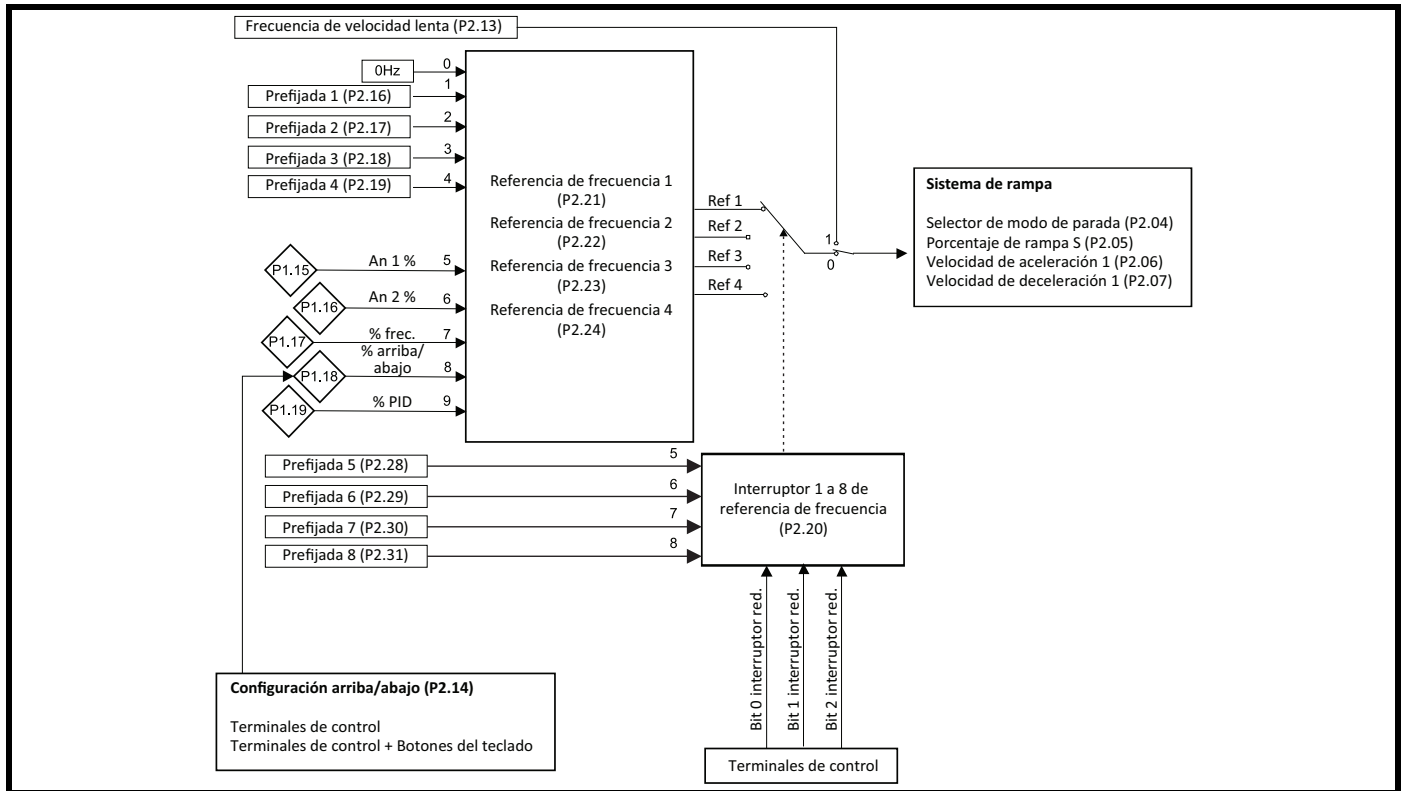 Frecuencia de velocidad lenta (P2.13)
0Hz
0
Prefijada 1 (P2.16)
1
Prefijada 2 (P2.17)
2
Prefijada 3 (P2.18)
3
Prefijada 4 (P2.19)
4
Referencia de frecuencia 1
(P2.21)
Referencia de frecuencia 2
(P2.22)
Referencia de frecuencia 3
(P2.23)
Referencia de frecuencia 4
(P2.24)
P1.15
An 1 %
5
P1.16
An 2 %
6
P1.17
% frec.
7
P1.18
% arriba/
abajo
8
P1.19
% PID
9
Ref 1
Ref 2
Ref 3
Ref 4
1
0
Sistema de rampa
Selector de modo de parada (P2.04)
Porcentaje de rampa S (P2.05)
Velocidad de aceleración 1 (P2.06)
Velocidad de deceleración 1 (P2.07)
Prefijada 5 (P2.28)
5
Prefijada 6 (P2.29)
6
Prefijada 7 (P2.30)
7
Prefijada 8 (P2.31)
8
Interruptor 1 a 8 de
referencia de frecuencia
(P2.20)
Bit 0 interruptor red.
Bit 1 interruptor red.
Bit 2 interruptor red.
Configuración arriba/abajo (P2.14)
Terminales de control
Terminales de control + Botones del teclado
Terminales de control